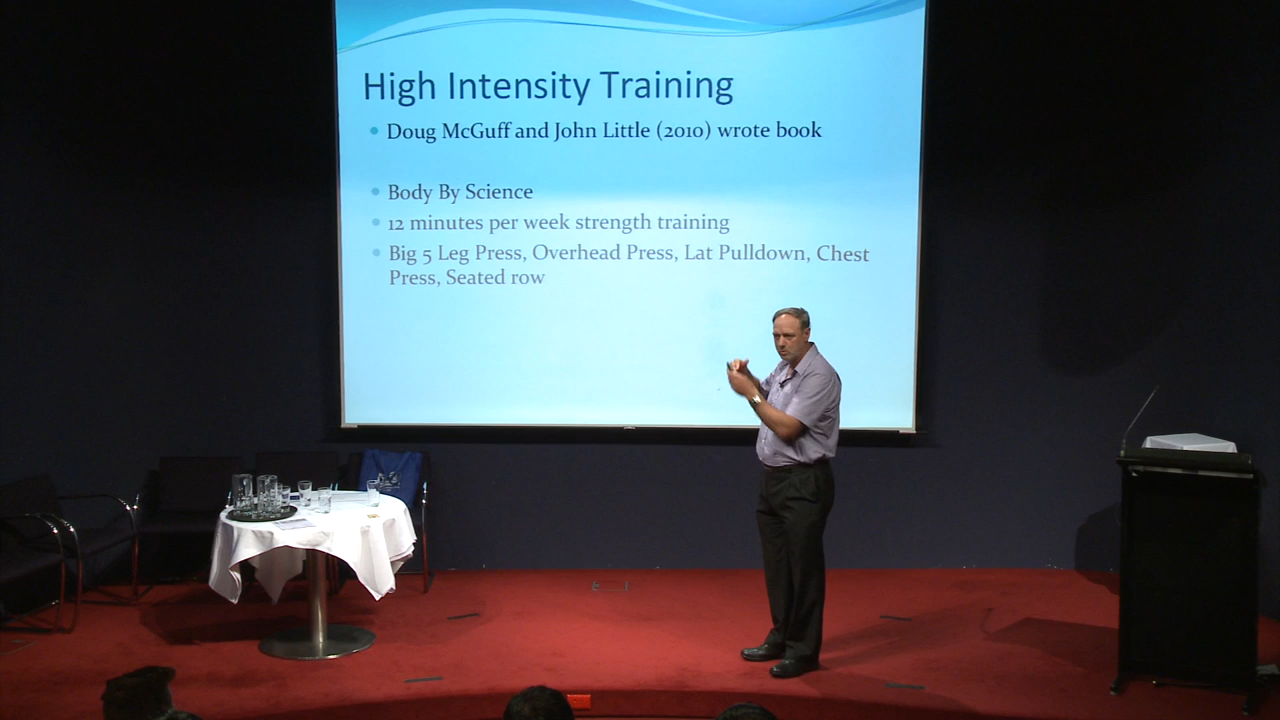 High Intensity Training
Doug McGuff and John Little (2010) wrote book
Body By Science
12 minutes per week strength training
Big 5 Leg Press, Overhead Press, Lat Pulldown, Chest
Press, Seated row